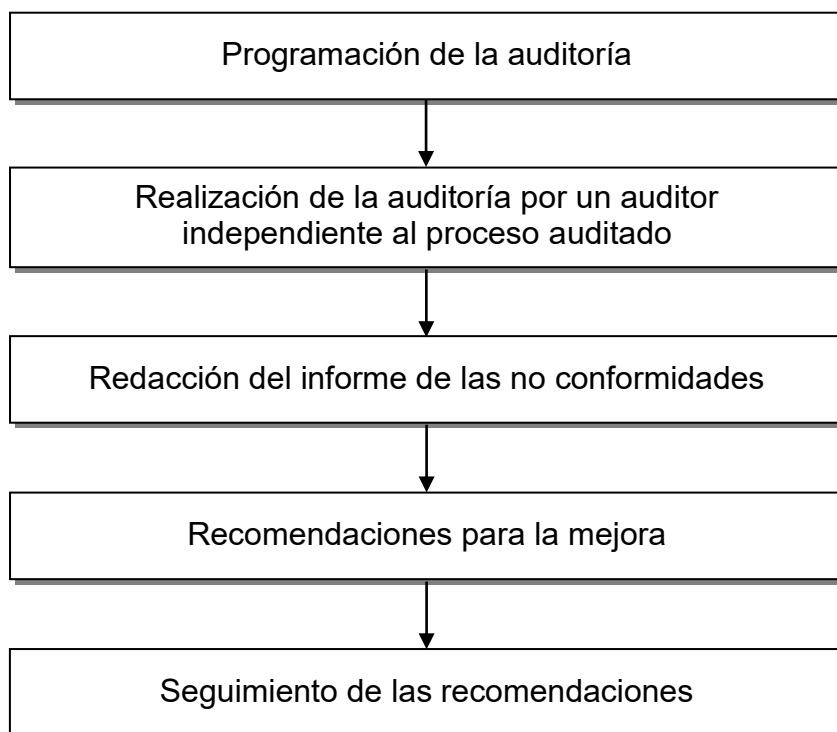 Programación de la auditoría
Realización de la auditoría por un auditor
independiente al proceso auditado
Redacción del informe de las no conformidades
Recomendaciones para la mejora
Seguimiento de las recomendaciones